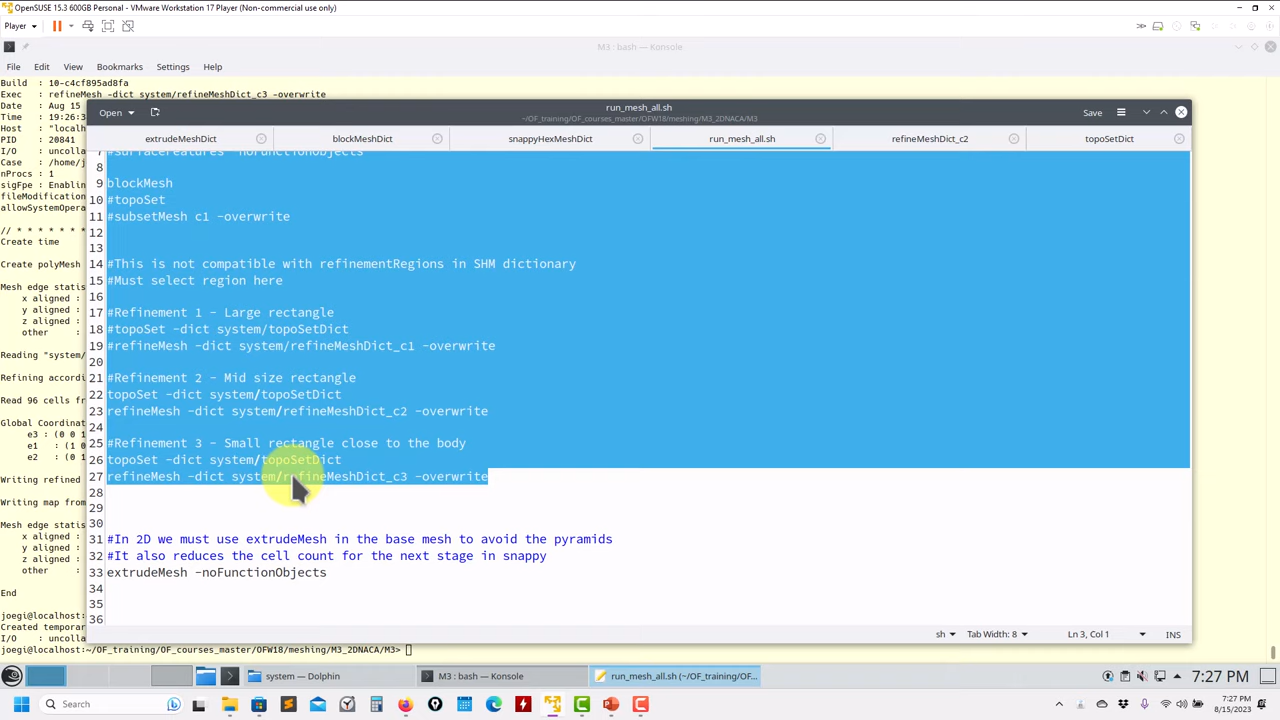 OpenSUSE 15.3 600GB Personal - VMware Workstation 17 Player (Non-commercial use only)
Player
M3 : bash — Konsole
File Edit View Bookmarks Settings Help
Build : 10-c4cf895ad8fa
Exec : refineMesh -dict system/refineMeshDict_c3 -overwrite
Date : Aug 15
Time : 19:26:3
Host : "localh
PID : 20841
I/O : uncolla
Case : /home/j
nProcs : 1
sigFpe : Enablin
fileModification
allowSystemOpera
// * * * * * * *
Create time
Create polyMesh
Mesh edge statis
x aligned :
y aligned :
z aligned :
other :
Reading "system/
Refining accordi
Read 96 cells fr
Global Coordinat
e3 : (0 0 1
e1 : (1 0
e2 : (0 0
Writing refined
Writing map from
Mesh edge statis
x aligned :
y aligned :
z aligned :
other :
End
joegi@localhost:
Created temporar
I/O : uncolla
joegi@localhost:~/OF_training/OF_courses_master/OFW18/meshing/M3_2DNACA/M3>
Open
run_mesh_all.sh
~/OF_training/OF_courses_master/OFW18/meshing/M3_2DNACA/M3
Save
extrudeMeshDict blockMeshDict snappyHexMeshDict run_mesh_all.sh refineMeshDict_c2 topoSetDict
7 #surfaceFeatures -noFunctionObjects
8
9 blockMesh
10 #topoSet
11 #subsetMesh c1 -overwrite
12
13
14 #This is not compatible with refinementRegions in SHM dictionary
15 #Must select region here
16
17 #Refinement 1 - Large rectangle
18 #topoSet -dict system/topoSetDict
19 #refineMesh -dict system/refineMeshDict_c1 -overwrite
20
21 #Refinement 2 - Mid size rectangle
22 topoSet -dict system/topoSetDict
23 refineMesh -dict system/refineMeshDict_c2 -overwrite
24
25 #Refinement 3 - Small rectangle close to the body
26 topoSet -dict system/topoSetDict
27 refineMesh -dict system/refineMeshDict_c3 -overwrite
28
29
30
31 #In 2D we must use extrudeMesh in the base mesh to avoid the pyramids
32 #It also reduces the cell count for the next stage in snappy
33 extrudeMesh -noFunctionObjects
34
35
36
sh Tab Width: 8 Ln 3, Col 1 INS
system — Dolphin M3 : bash — Konsole run_mesh_all.sh (~/OF_training/OF... 7:27 PM
Search
7:27 PM
8/15/2023